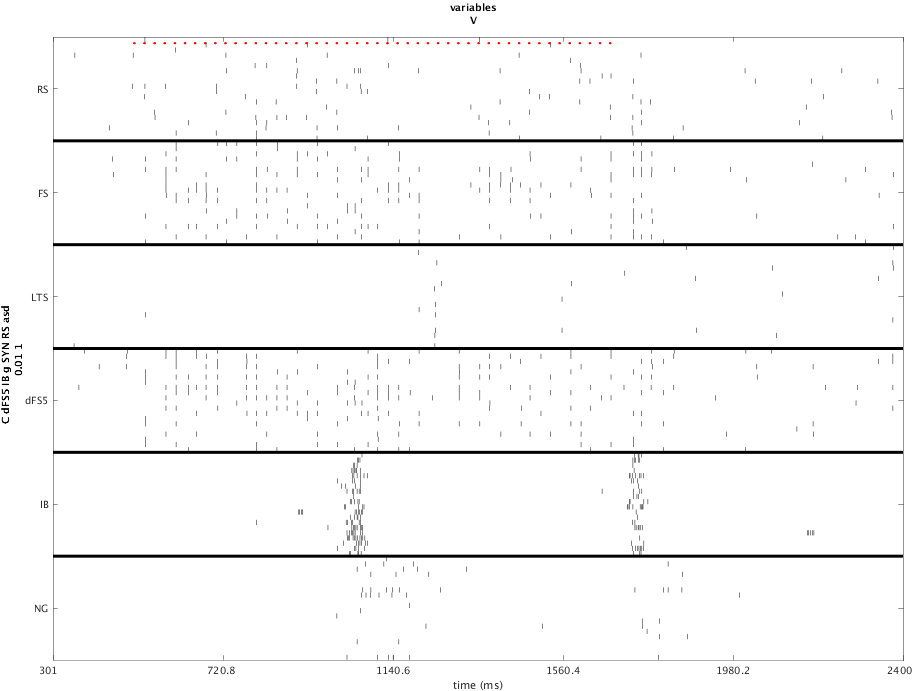 variables
V
C dFS5 IB g SYN RS asd
0.01 1
RS
FS
LTS
dFS5
IB
NG
301
720.8
1140.6
1560.4
1980.2
2400
time (ms)